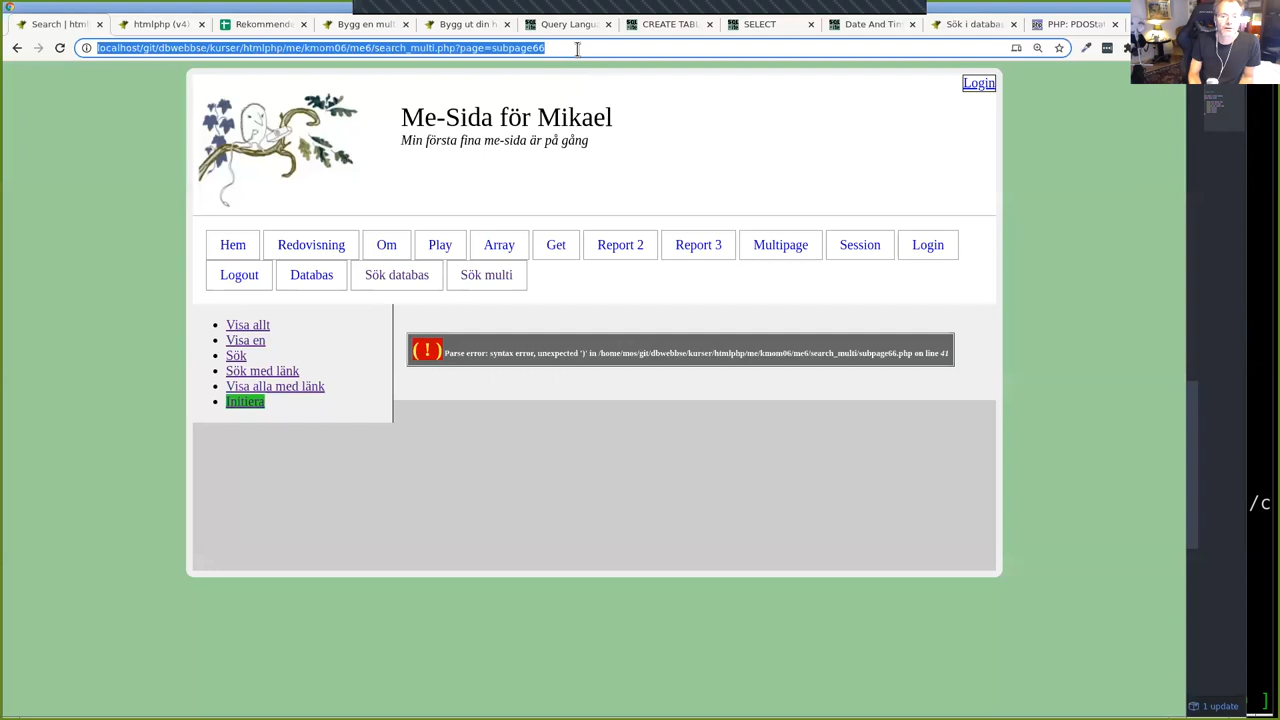 Search | html
htmlphp (v4)
Rekommende
Bygg en mult
Bygg ut din h
Query Langu
CREATE TABL
SELECT
Date And Tim
Sök i databas
PHP: PDOStat
localhost/git/dbwebbse/kurser/htmlphp/me/kmom06/me6/search_multi.php?page=subpage66
Login
Me-Sida för Mikael
Min första fina me-sida är på gång
Hem Redovisning Om Play Array Get Report 2 Report 3 Multipage Session Login
Logout Databas Sök databas Sök multi
Visa allt
Visa en
Sök
Sök med länk
Visa alla med länk
Initiera
( ! ) Parse error: syntax error, unexpected ')' in /home/mos/git/dbwebbse/kurser/htmlphp/me/kmom06/me6/search_multi/subpage66.php on line 41
/c
1 update
]